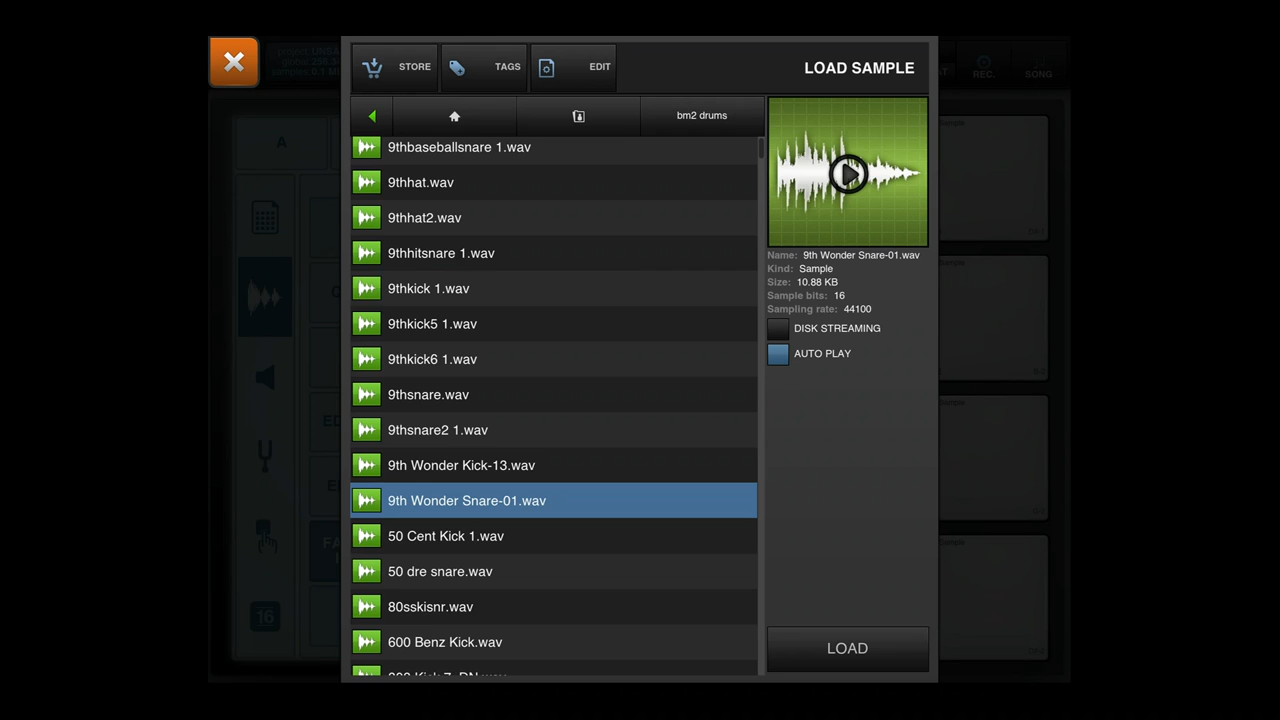 STORE
TAGS
EDIT
LOAD SAMPLE
REC.
SONG
A
bm2 drums
9thbaseballsnare 1.wav
9thhat.wav
9thhat2.wav
9thhitsnare 1.wav
9thkick 1.wav
9thkick5 1.wav
9thkick6 1.wav
9thsnare.wav
9thsnare2 1.wav
9th Wonder Kick-13.wav
9th Wonder Snare-01.wav
50 Cent Kick 1.wav
50 dre snare.wav
80sskisnr.wav
600 Benz Kick.wav
Name: 9th Wonder Snare-01.wav
Kind: Sample
Size: 10.88 KB
Sample bits: 16
Sampling rate: 44100
DISK STREAMING
AUTO PLAY
LOAD
16